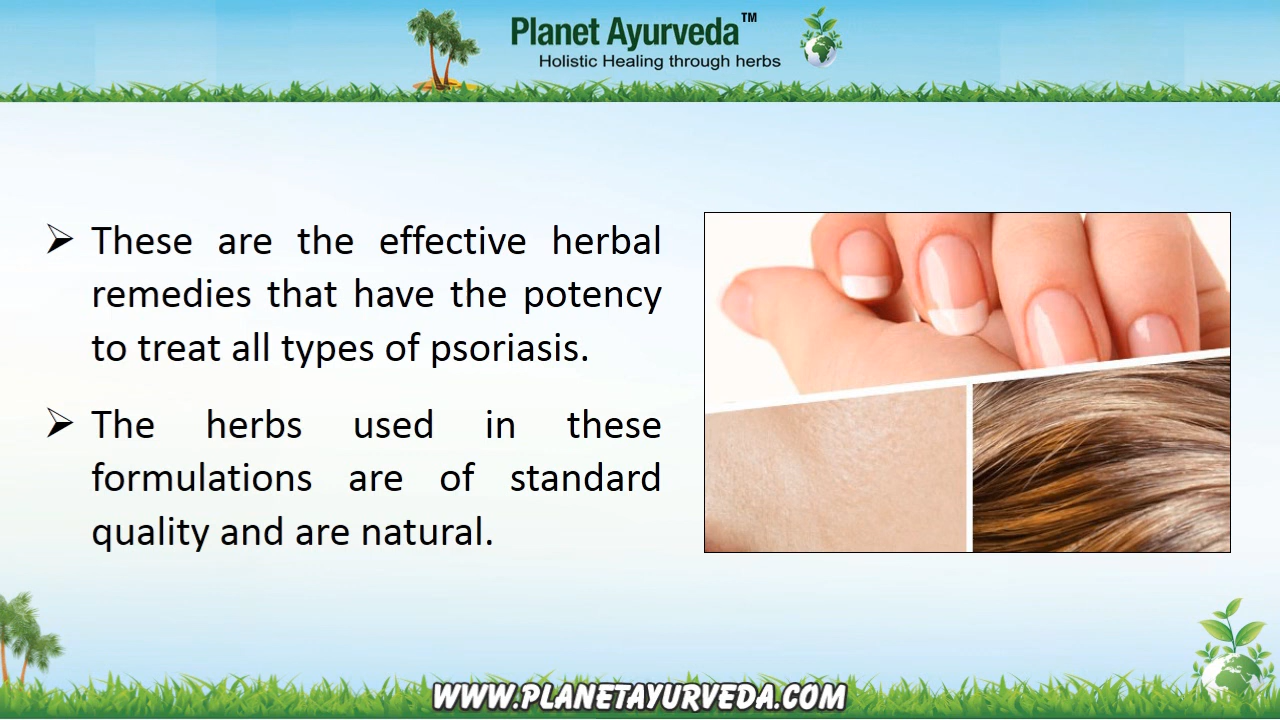 Planet Ayurveda™
Holistic Healing through herbs
➢ These are the effective herbal
remedies that have the potency
to treat all types of psoriasis.
➢ The herbs used in these
formulations are of standard
quality and are natural.
WWW.PLANETAYURVEDA.COM